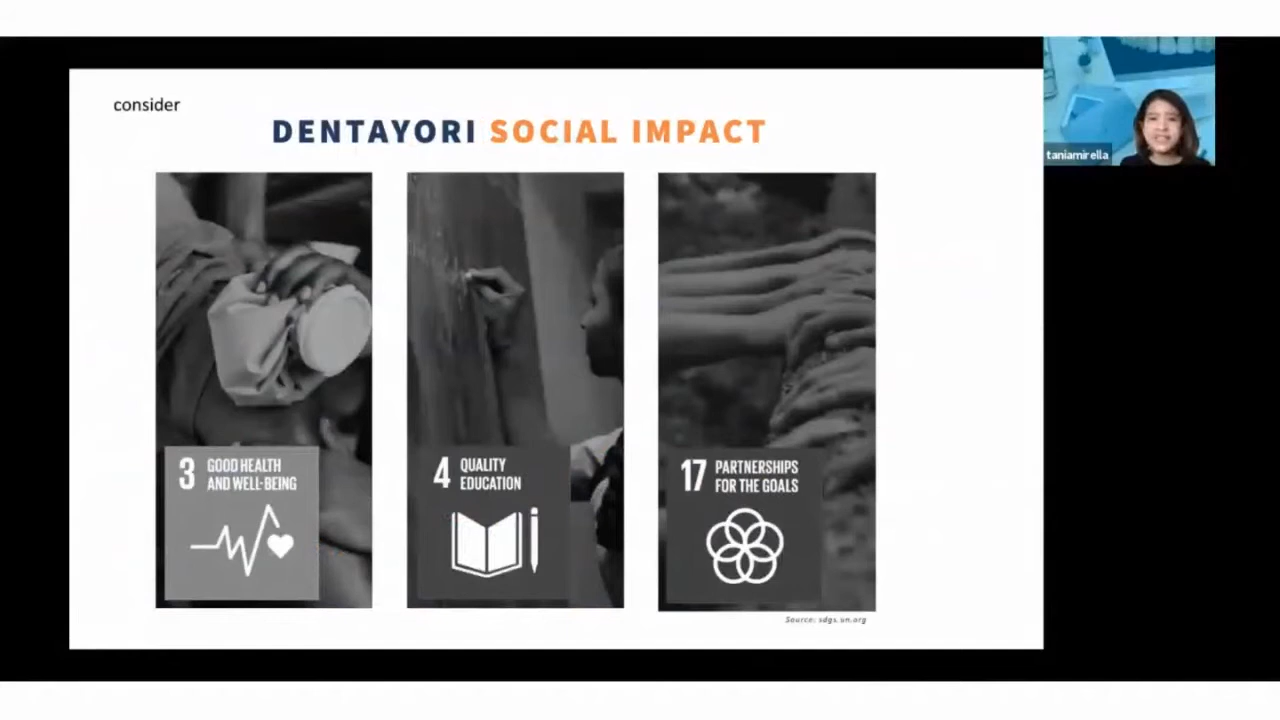 consider
DENTAYORI SOCIAL IMPACT
taniamirella
3 GOOD HEALTH
AND WELL-BEING
4 QUALITY
EDUCATION
17 PARTNERSHIPS
FOR THE GOALS
Source: sdgs.un.org